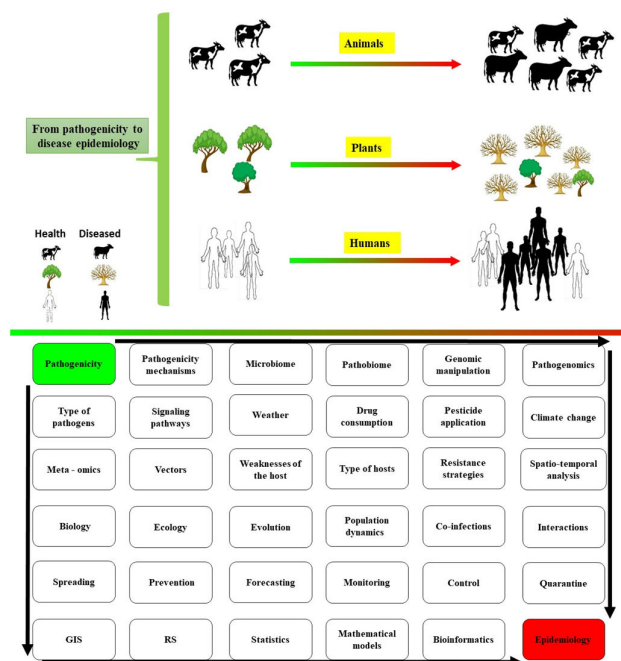 Animals
From pathogenicity to
disease epidemiology
Plants
Health Diseased
Humans
Pathogenicity
Pathogenicity
mechanisms
Microbiome
Pathobiome
Genomic
manipulation
Pathogenomics
Type of
pathogens
Signaling
pathways
Weather
Drug
consumption
Pesticide
application
Climate change
Meta - omics
Vectors
Weaknesses of
the host
Type of hosts
Resistance
strategies
Spatio-temporal
analysis
Biology
Ecology
Evolution
Population
dynamics
Co-infections
Interactions
Spreading
Prevention
Forecasting
Monitoring
Control
Quarantine
GIS
RS
Statistics
Mathematical
models
Bioinformatics
Epidemiology